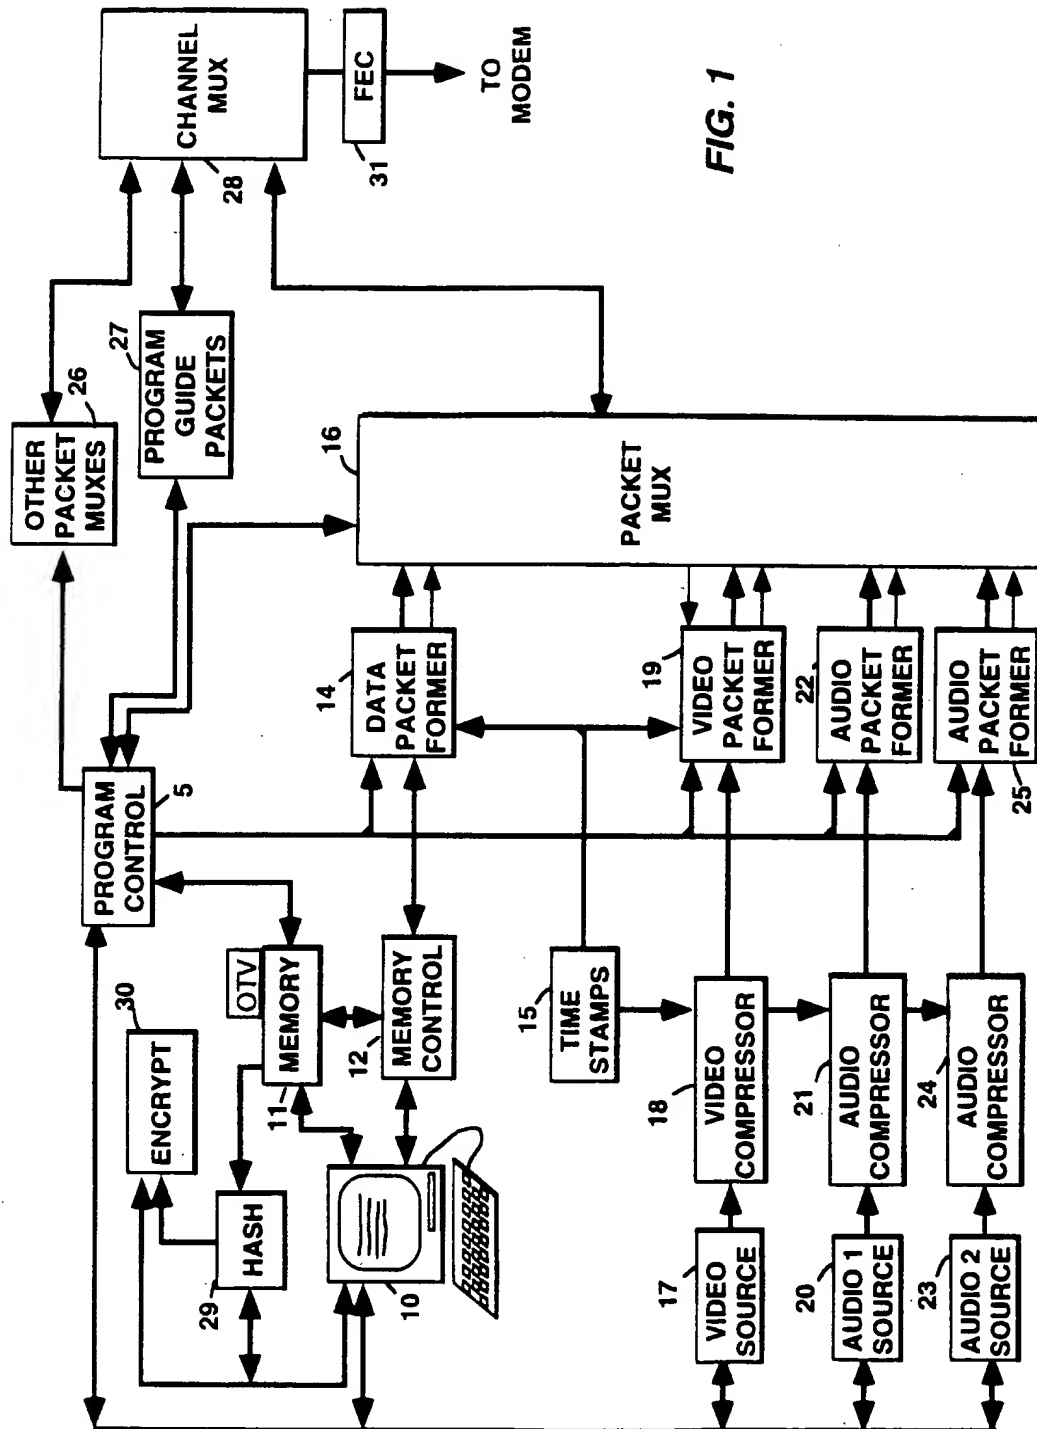 CHANNEL
MUX
28
FEC
31
TO
MODEM
FIG. 1
OTHER
PACKET
MUXES
26
PROGRAM
GUIDE
PACKETS
27
PACKET
MUX
16
PROGRAM
CONTROL
5
DATA
PACKET
FORMER
14
VIDEO
PACKET
FORMER
19
AUDIO
PACKET
FORMER
22
AUDIO
PACKET
FORMER
25
ENCRYPT
30
HASH
29
OTV
MEMORY
11
MEMORY
CONTROL
12
10
TIME
STAMPS
15
VIDEO
COMPRESSOR
18
AUDIO
COMPRESSOR
21
AUDIO
COMPRESSOR
24
VIDEO
SOURCE
17
AUDIO 1
SOURCE
20
AUDIO 2
SOURCE
23